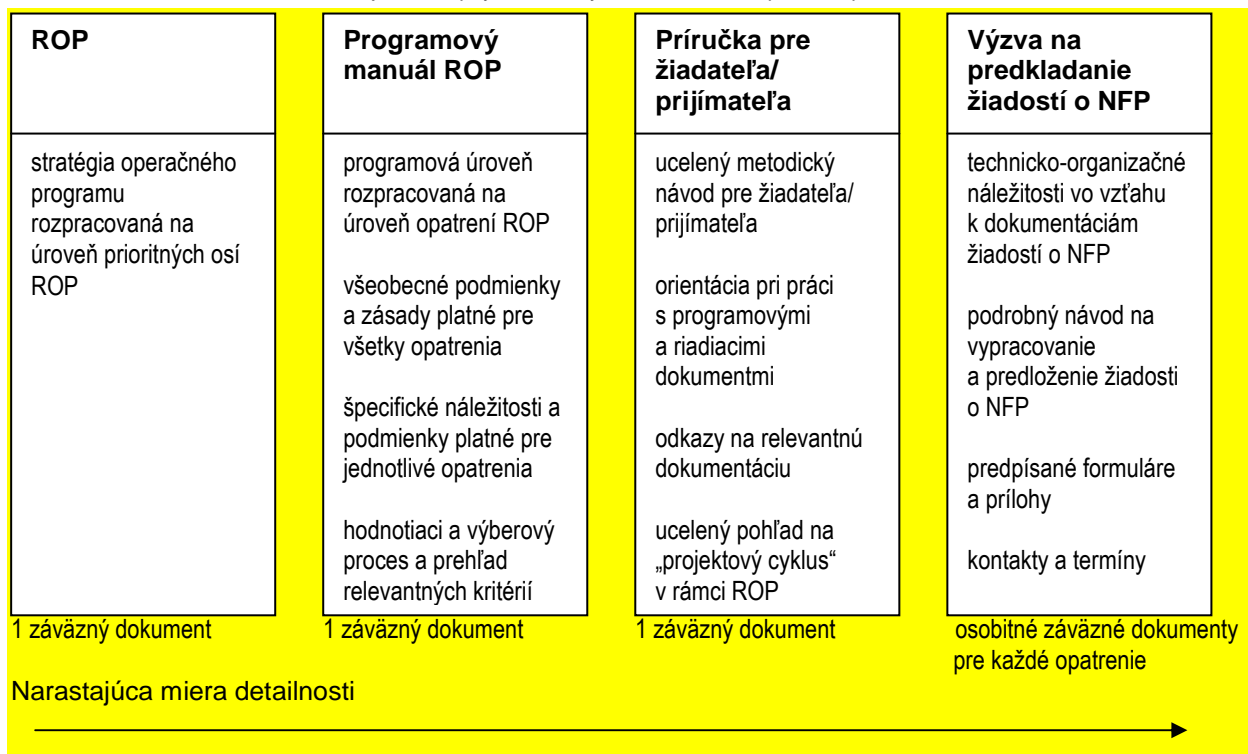 ROP
stratégia operačného
programu
rozpracovaná na
úroveň prioritných osí
ROP
1 záväzný dokument
Programový
manuál ROP
programová úroveň
rozpracovaná na
úroveň opatrení ROP
všeobecné podmienky
a zásady platné pre
všetky opatrenia
špecifické náležitosti a
podmienky platné pre
jednotlivé opatrenia
hodnotiaci a výberový
proces a prehľad
relevantných kritérií
1 záväzný dokument
Príručka pre
žiadateľa/
prijímateľa
ucelený metodický
návod pre žiadateľa/
prijímateľa
orientácia pri práci
s programovými
a riadiacimi
dokumentmi
odkazy na relevantnú
dokumentáciu
ucelený pohľad na
„projektový cyklus“
v rámci ROP
1 záväzný dokument
Výzva na
predkladanie
žiadostí o NFP
technicko-organizačné
náležitosti vo vzťahu
k dokumentáciám
žiadostí o NFP
podrobný návod na
vypracovanie
a predloženie žiadosti
o NFP
predpísané formuláre
a prílohy
kontakty a termíny
osobitné záväzné dokumenty
pre každé opatrenie
Narastajúca miera detailnosti